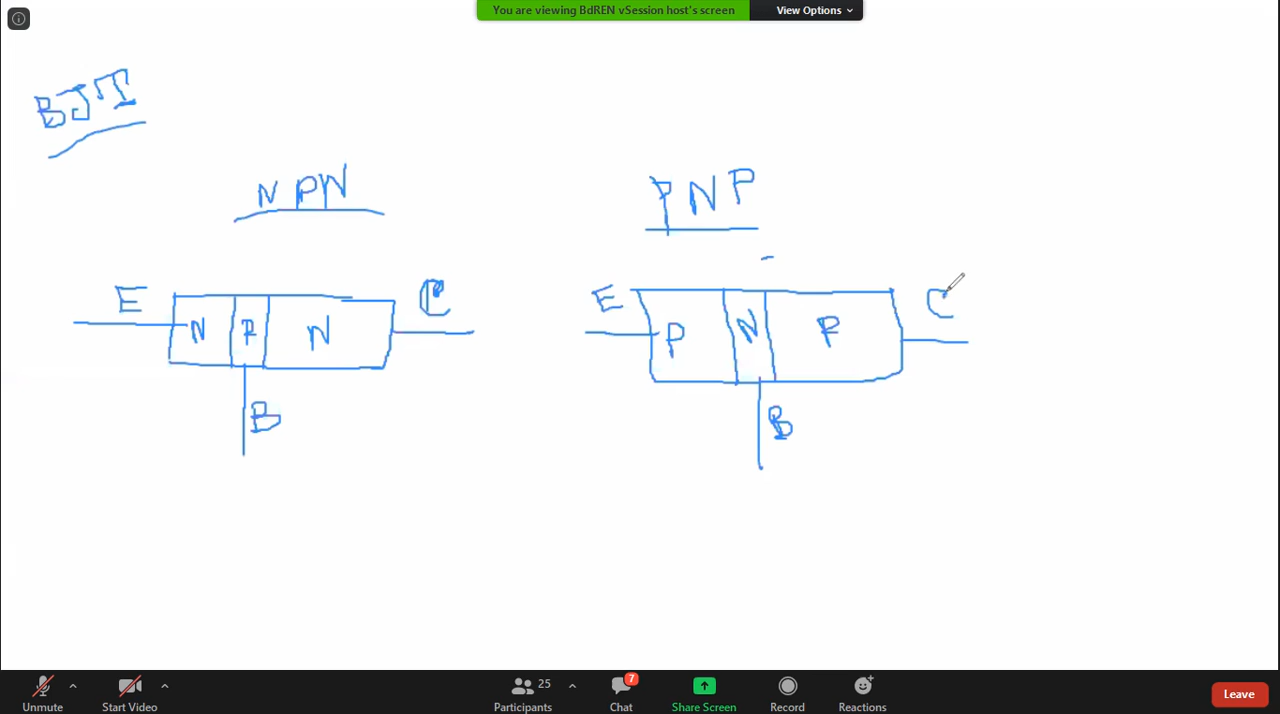 You are viewing BdREN vSession host's screen View Options
BJT
NPN
PNP
E N P N C
B
E P N P C
B
Unmute Start Video Participants 25 Chat 7 Share Screen Record Reactions Leave